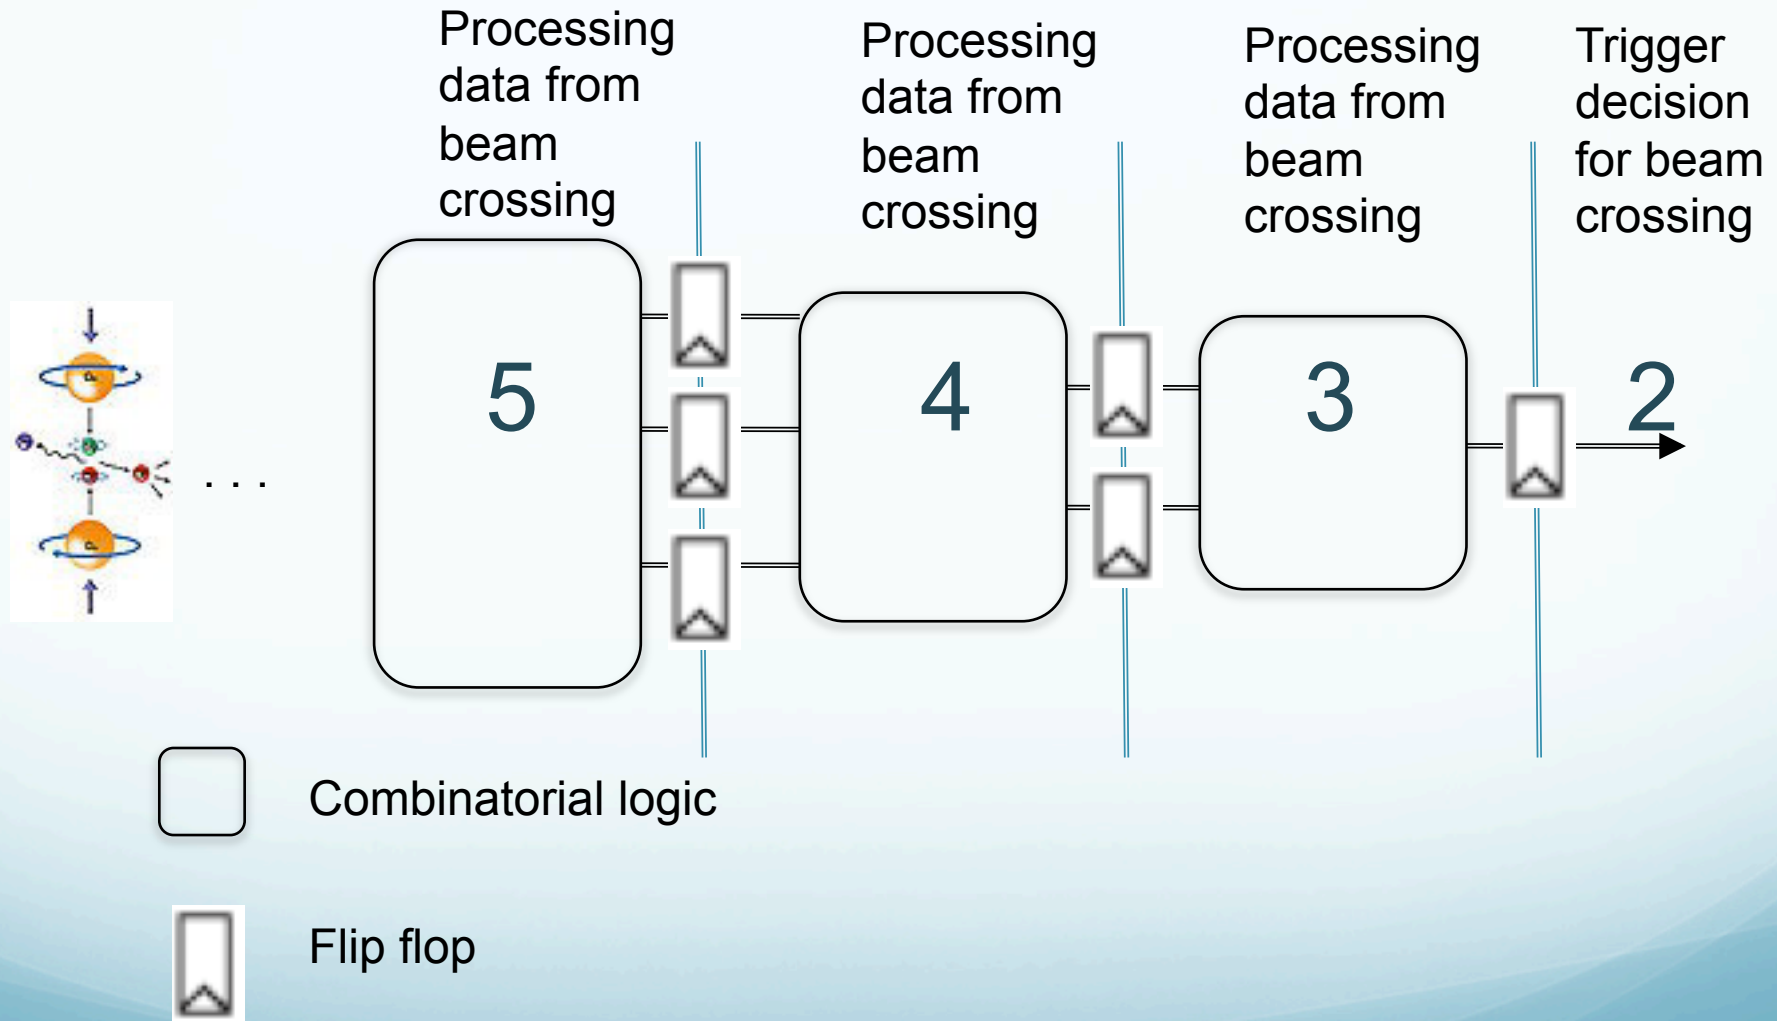 Processing
data from
beam
crossing
Processing
data from
beam
crossing
Processing
data from
beam
crossing
Trigger
decision
for beam
crossing
5
4
3
2
. . .
Combinatorial logic
Flip flop